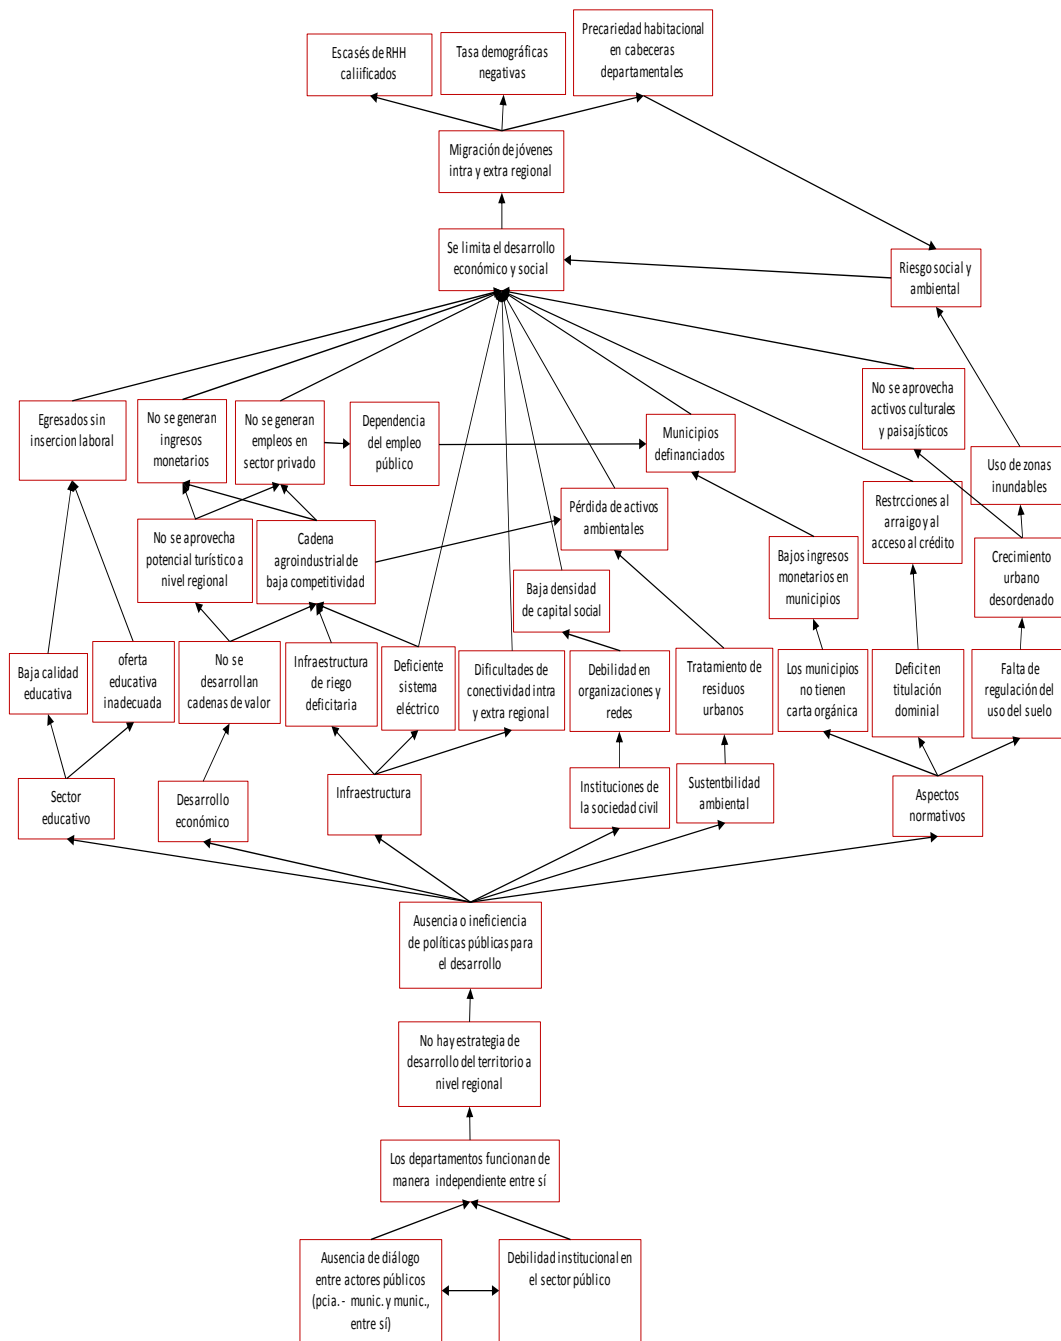 Escasés de RHH
caliificados
Tasa demográficas
negativas
Precariedad habitacional
en cabeceras
departamentales
Migración de jóvenes
intra y extra regional
Se limita el desarrollo
económico y social
Riesgo social y
ambiental
Egresados sin
insercion laboral
No se generan
ingresos
monetarios
No se generan
empleos en
sector privado
Dependencia
del empleo
público
Municipios
definanciados
No se aprovecha
activos culturales
y paisajísticos
Uso de zonas
inundables
No se aprovecha
potencial turístico a
nivel regional
Cadena
agroindustrial de
baja competitividad
Pérdida de activos
ambientales
Baja densidad
de capital social
Bajos ingresos
monetarios en
municipios
Restrcciones al
arraigo y al
acceso al crédito
Crecimiento
urbano
desordenado
Baja calidad
educativa
oferta
educativa
inadecuada
No se
desarrollan
cadenas de valor
Infraestructura
de riego
deficitaria
Deficiente
sistema
eléctrico
Dificultades de
conectividad intra
y extra regional
Debilidad en
organizaciones y
redes
Tratamiento de
residuos
urbanos
Los municipios
no tienen
carta orgánica
Deficit en
titulación
dominial
Falta de
regulación del
uso del suelo
Sector
educativo
Desarrollo
económico
Infraestructura
Instituciones de
la sociedad civil
Sustentbilidad
ambiental
Aspectos
normativos
Ausencia o ineficiencia
de políticas públicas para
el desarrollo
No hay estrategia de
desarrollo del territorio a
nivel regional
Los departamentos funcionan de
manera independiente entre sí
Ausencia de diálogo
entre actores públicos
(pcia. - munic. y munic.,
entre sí)
Debilidad institucional en
el sector público